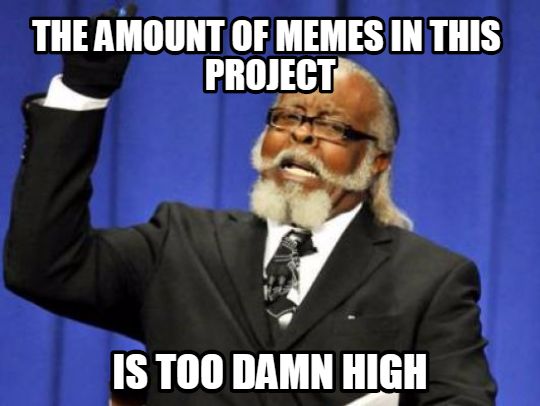 THE AMOUNT OF MEMES IN THIS
PROJECT
IS TOO DAMN HIGH